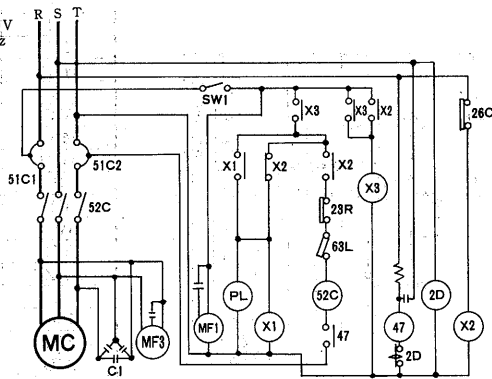 V R S T
z
SW1
X3 X3 X2
26C
51C1 51C2
X1 X2 X2
52C
X3
23R
63L
PL 52C 2D
MF3 MF1 X1 47 47 X2
MC
C1
2D